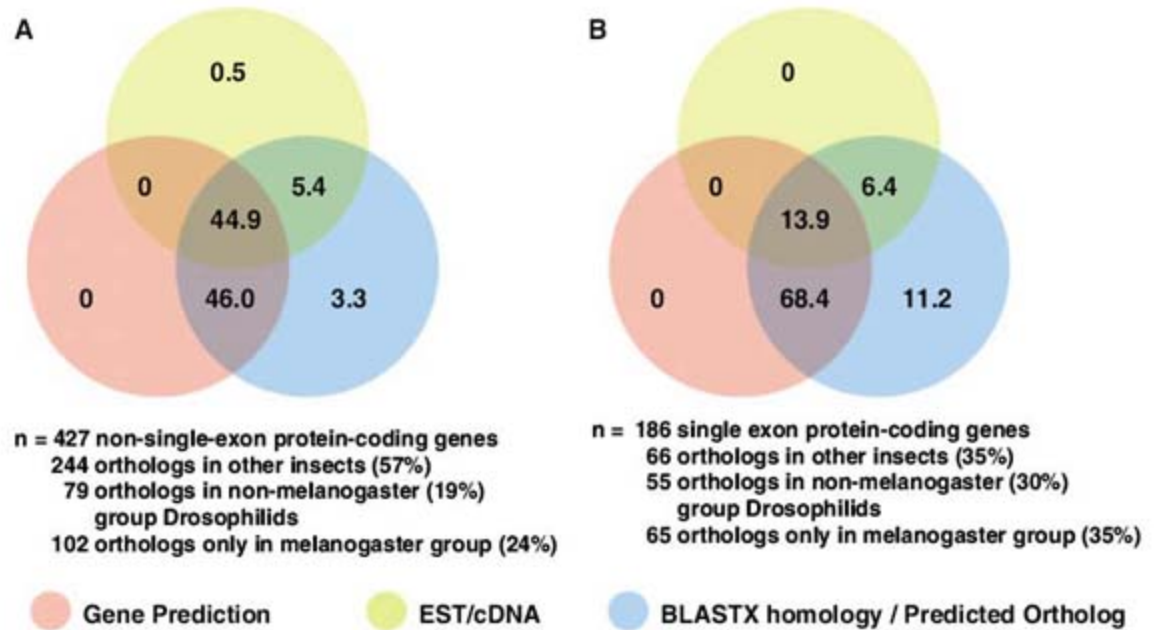 A
0.5
0
5.4
44.9
0
46.0
3.3
n = 427 non-single-exon protein-coding genes
244 orthologs in other insects (57%)
79 orthologs in non-melanogaster (19%)
group Drosophilids
102 orthologs only in melanogaster group (24%)
B
0
0
6.4
13.9
0
68.4
11.2
n = 186 single exon protein-coding genes
66 orthologs in other insects (35%)
55 orthologs in non-melanogaster (30%)
group Drosophilids
65 orthologs only in melanogaster group (35%)
Gene Prediction
EST/cDNA
BLASTX homology / Predicted Ortholog